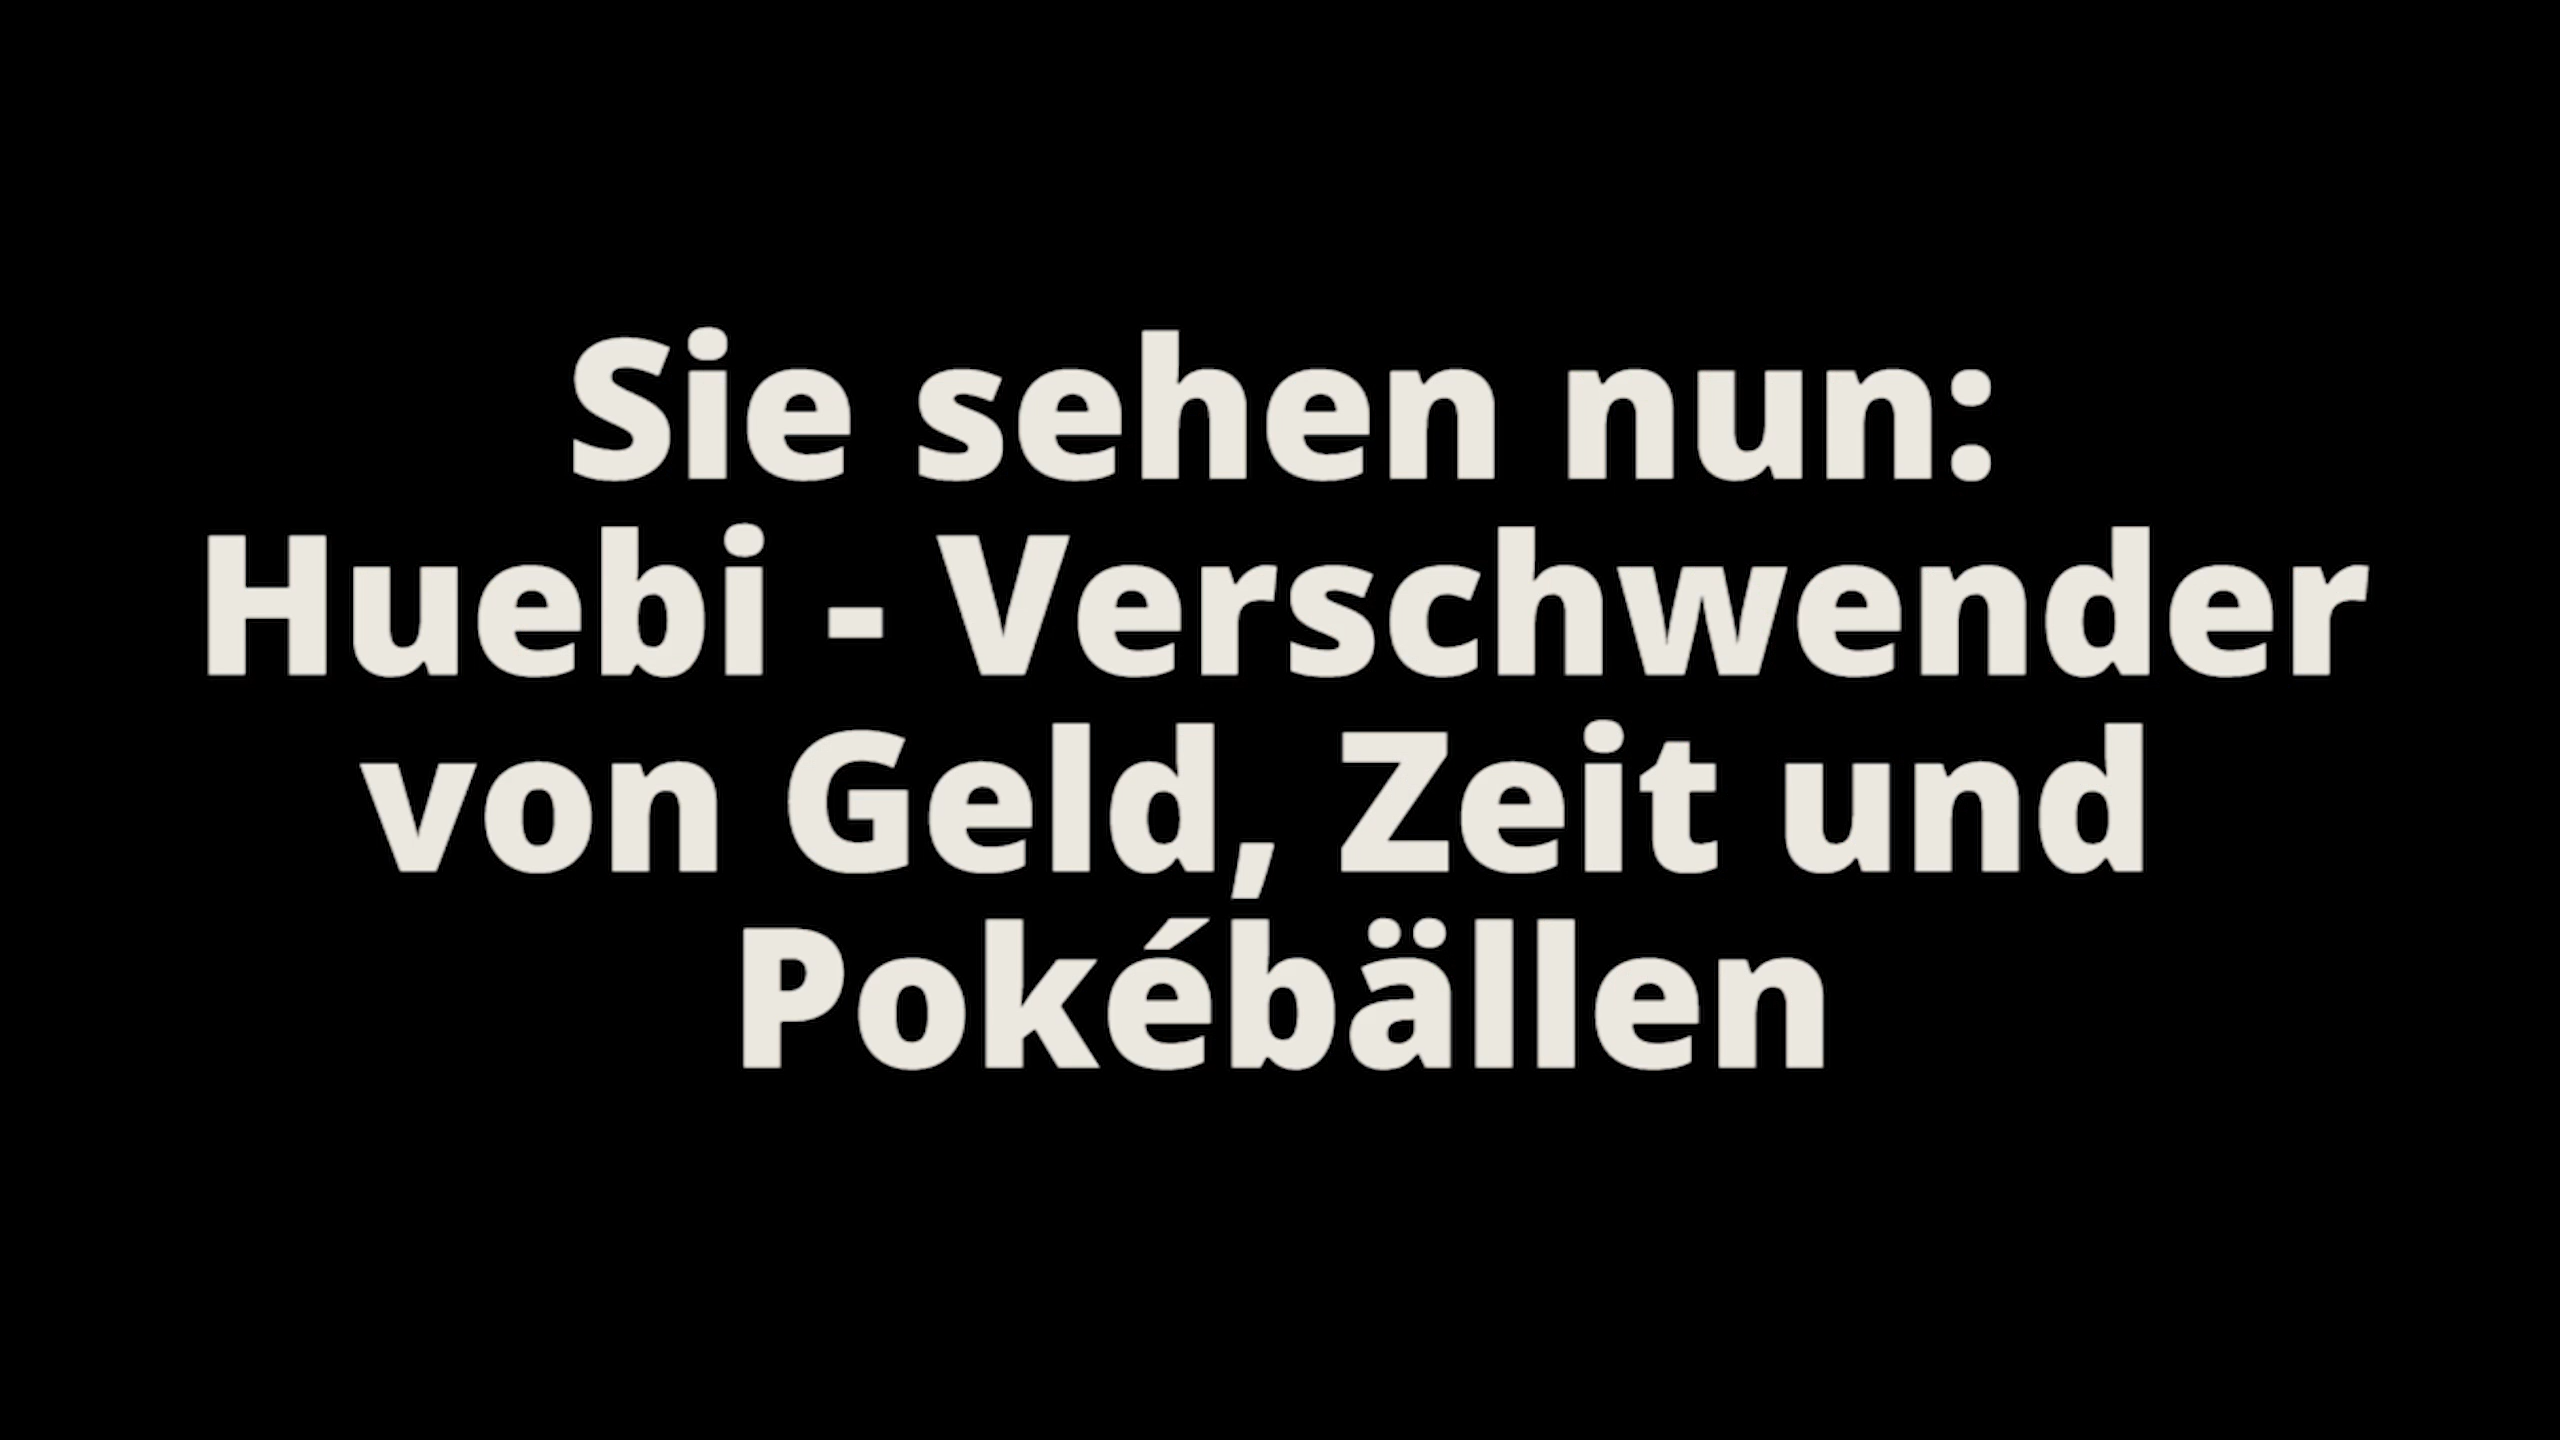 Sie sehen nun:
Huebi - Verschwender
von Geld, Zeit und
Pokébällen